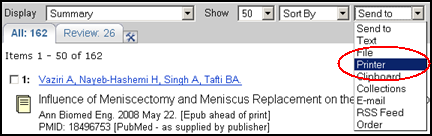 Display Summary Show 50 Sort By Send to
All: 162 Review: 26
Send to
Text
File
Printer
Clipboard
Collections
E-mail
RSS Feed
Order
Items 1 - 50 of 162
1: Vaziri A, Nayeb-Hashemi H, Singh A, Tafti BA.
Influence of Meniscectomy and Meniscus Replacement on the
Ann Biomed Eng. 2008 May 22. [Epub ahead of print]
PMID: 18496753 [PubMed - as supplied by publisher]